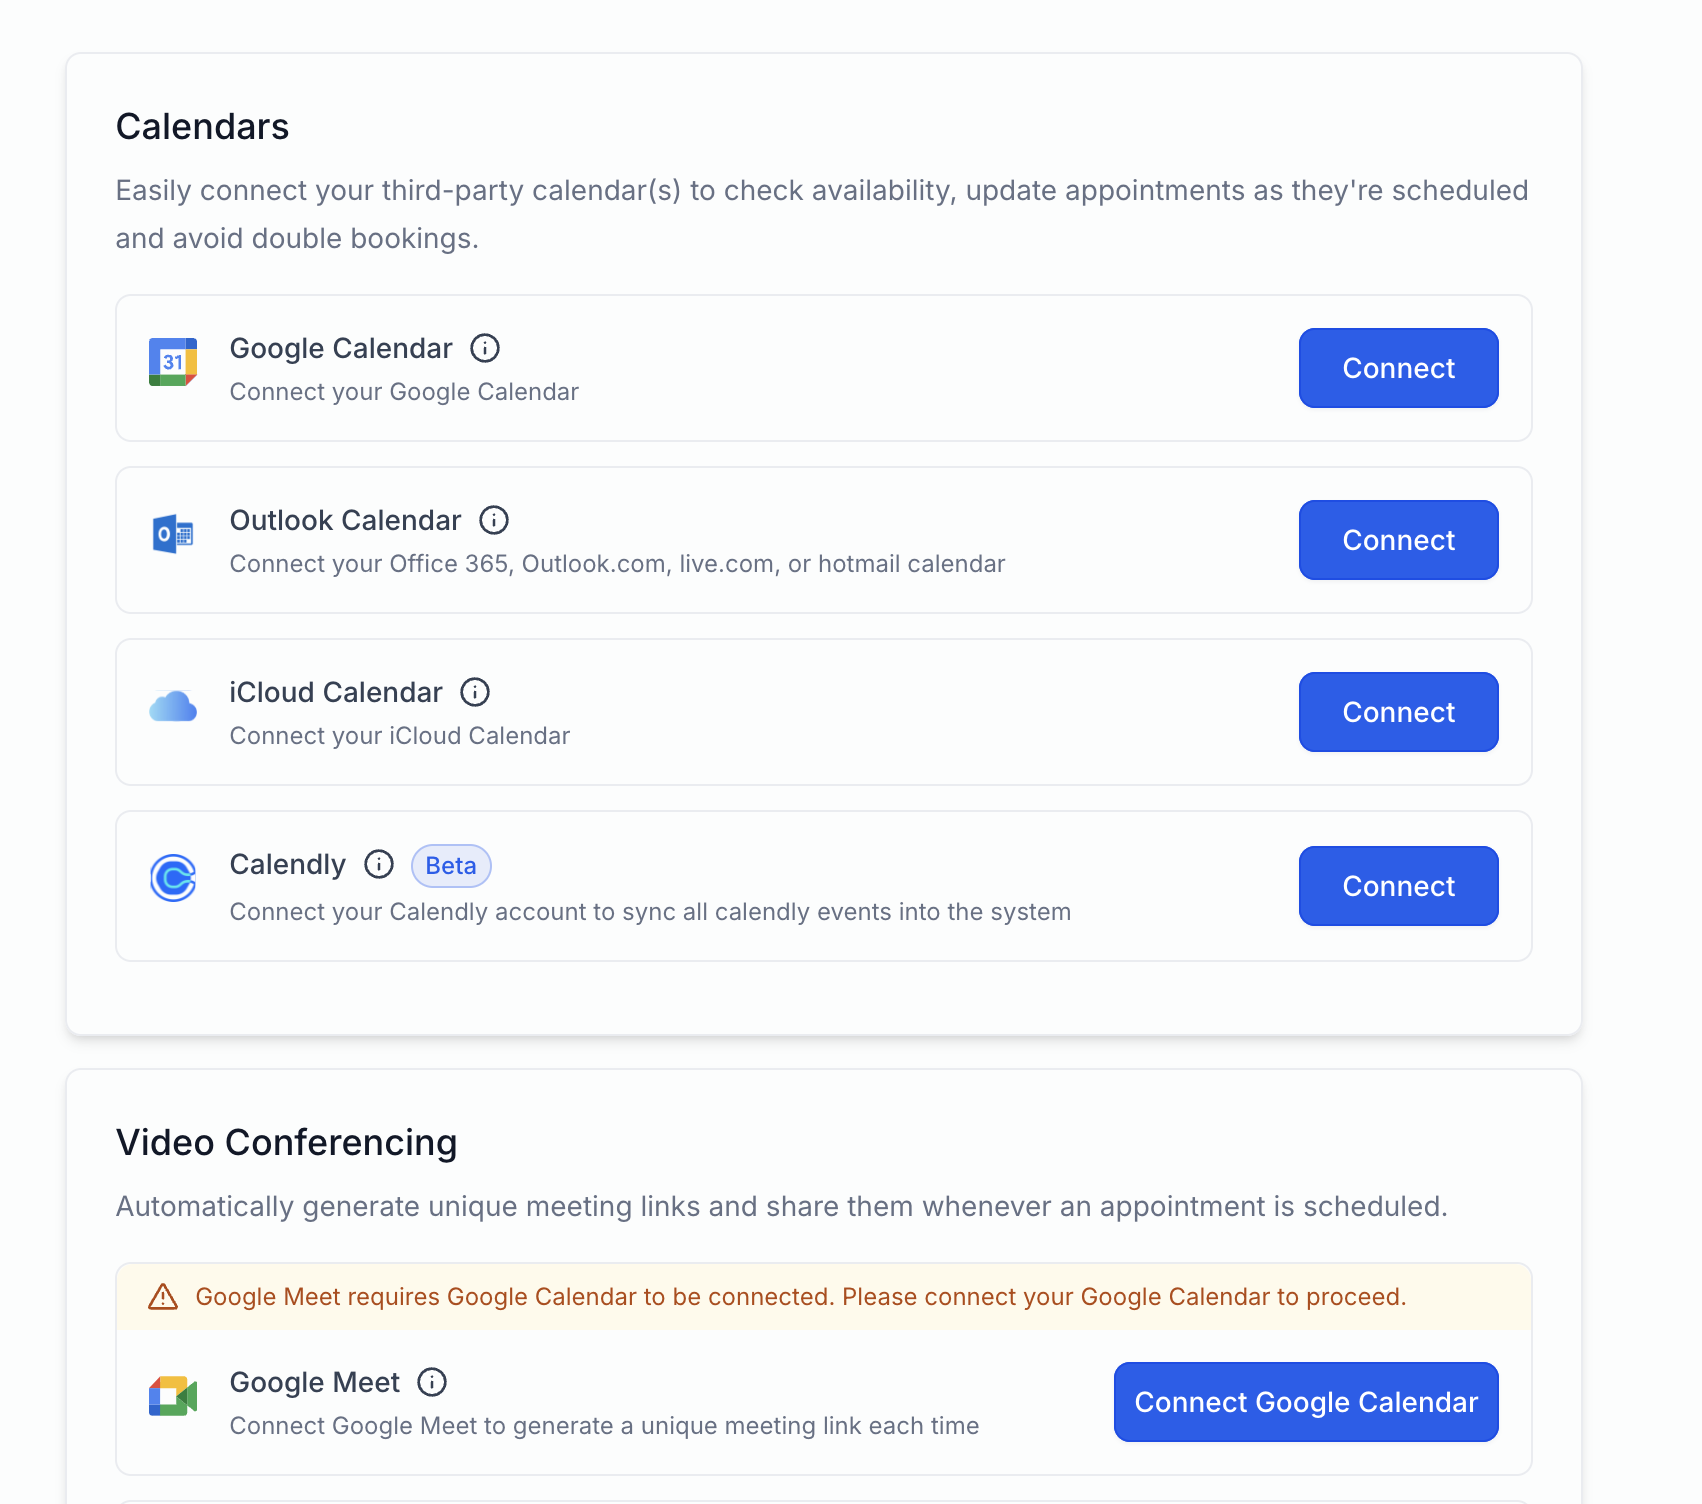 Calendars
Easily connect your third-party calendar(s) to check availability, update appointments as they're scheduled
and avoid double bookings.
31
Google Calendar
Connect your Google Calendar
Connect
Outlook Calendar
Connect your Office 365, Outlook.com, live.com, or hotmail calendar
Connect
iCloud Calendar
Connect your iCloud Calendar
Connect
Calendly Beta
Connect your Calendly account to sync all calendly events into the system
Connect
Video Conferencing
Automatically generate unique meeting links and share them whenever an appointment is scheduled.
Google Meet requires Google Calendar to be connected. Please connect your Google Calendar to proceed.
Google Meet
Connect Google Meet to generate a unique meeting link each time
Connect Google Calendar